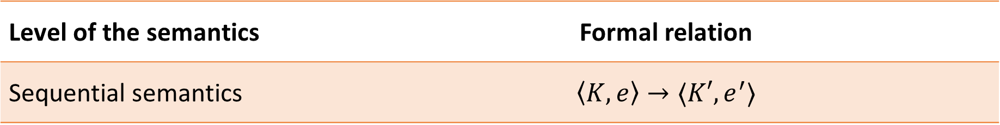 Level of the semantics Formal relation
Sequential semantics ⟨K, e⟩ → ⟨K′, e′⟩